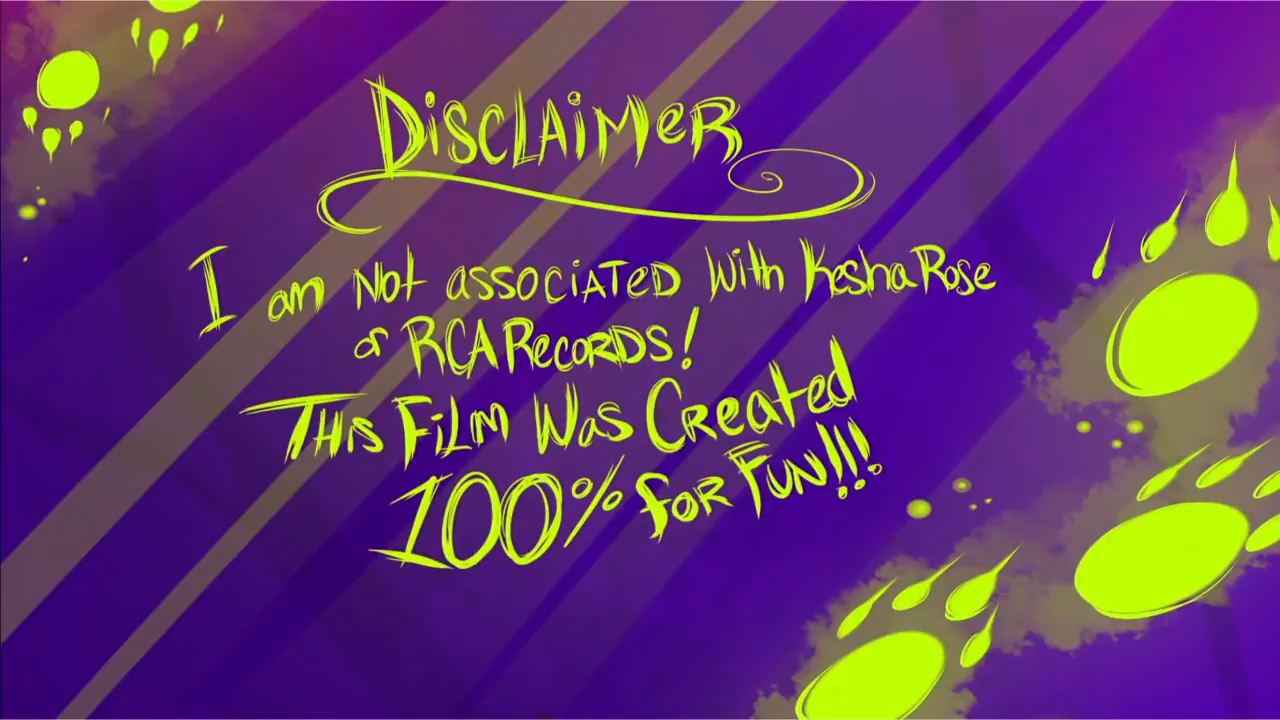 DiSCLAiMeR
I am Not ASSOCiATeD With Kesha Rose
or RCA RecoRDS!
THis FiLm Was CReated
100% foR FuN!!!